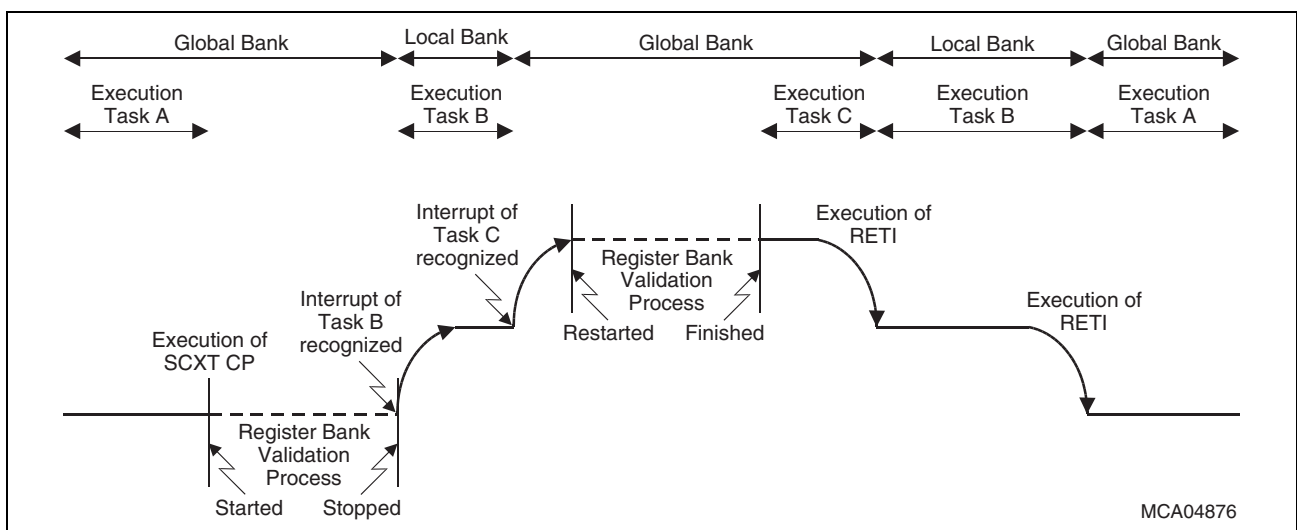 Global Bank
Local Bank
Global Bank
Local Bank
Global Bank
Execution
Task A
Execution
Task B
Execution
Task C
Execution
Task B
Execution
Task A
Execution of
SCXT CP
Register Bank
Validation
Process
Started
Stopped
Interrupt of
Task B
recognized
Interrupt of
Task C
recognized
Register Bank
Validation
Process
Restarted
Finished
Execution of
RETI
Execution of
RETI
MCA04876